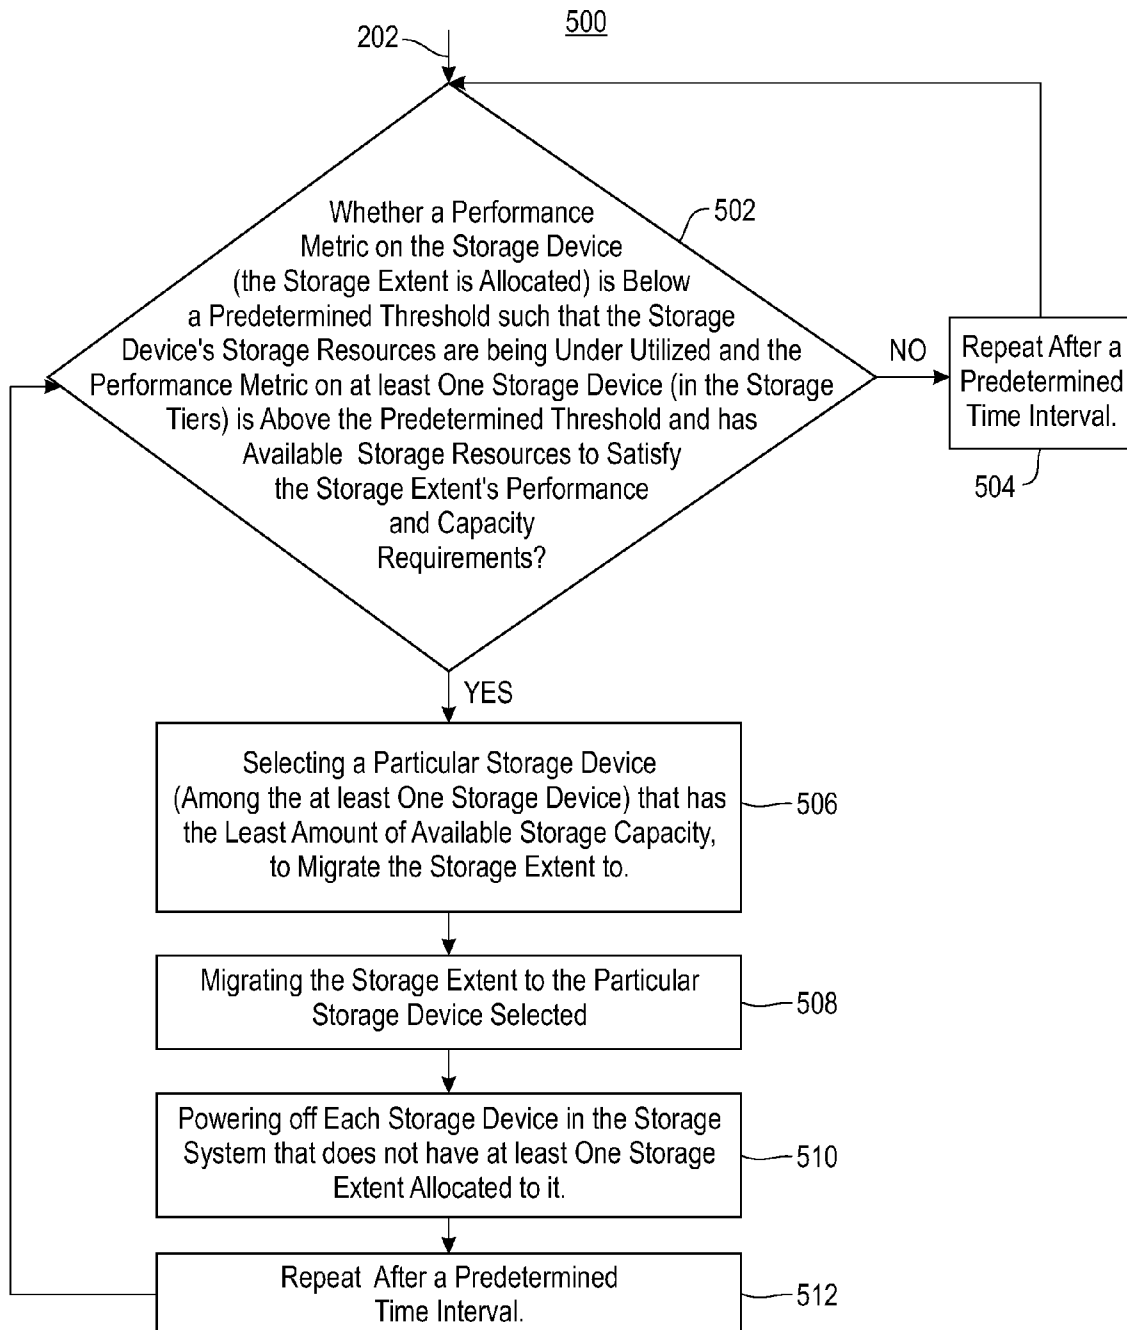 500
202
Whether a Performance
Metric on the Storage Device
(the Storage Extent is Allocated) is Below
a Predetermined Threshold such that the Storage
Device's Storage Resources are being Under Utilized and the
Performance Metric on at least One Storage Device (in the Storage
Tiers) is Above the Predetermined Threshold and has
Available Storage Resources to Satisfy
the Storage Extent's Performance
and Capacity
Requirements?
502
NO
Repeat After a
Predetermined
Time Interval.
504
YES
Selecting a Particular Storage Device
(Among the at least One Storage Device) that has
the Least Amount of Available Storage Capacity,
to Migrate the Storage Extent to.
506
Migrating the Storage Extent to the Particular
Storage Device Selected
508
Powering off Each Storage Device in the Storage
System that does not have at least One Storage
Extent Allocated to it.
510
Repeat After a Predetermined
Time Interval.
512